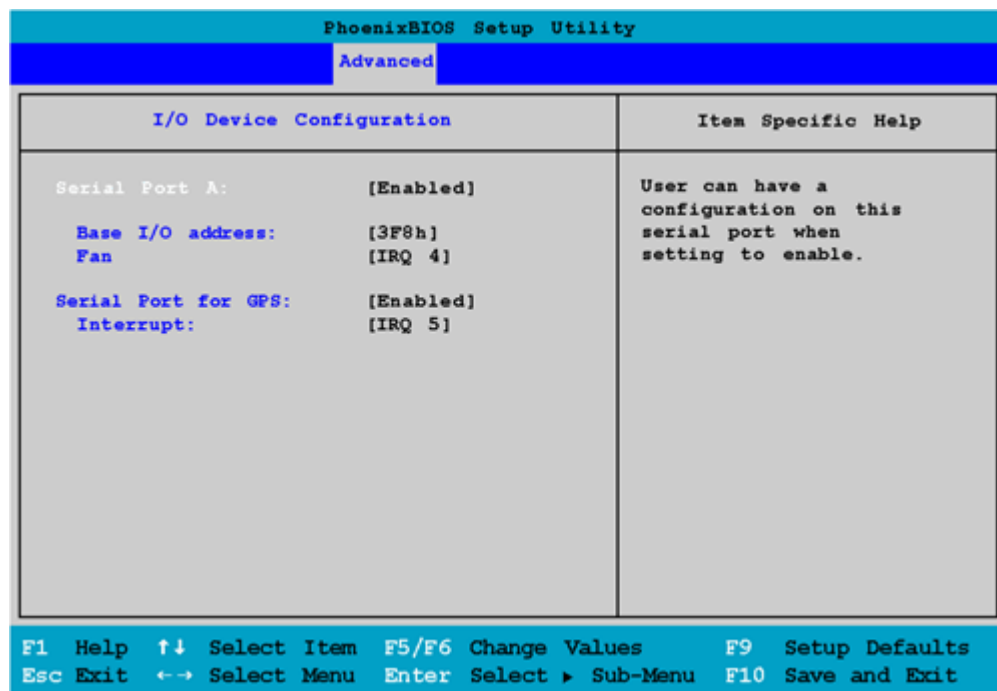 PhoenixBIOS Setup Utility
Advanced
I/O Device Configuration
Item Specific Help
Serial Port A: [Enabled]
Base I/O address: [3F8h]
Fan [IRQ 4]
Serial Port for GPS: [Enabled]
Interrupt: [IRQ 5]
User can have a
configuration on this
serial port when
setting to enable.
F1 Help ↑↓ Select Item F5/F6 Change Values F9 Setup Defaults
Esc Exit ←→ Select Menu Enter Select ▶ Sub-Menu F10 Save and Exit